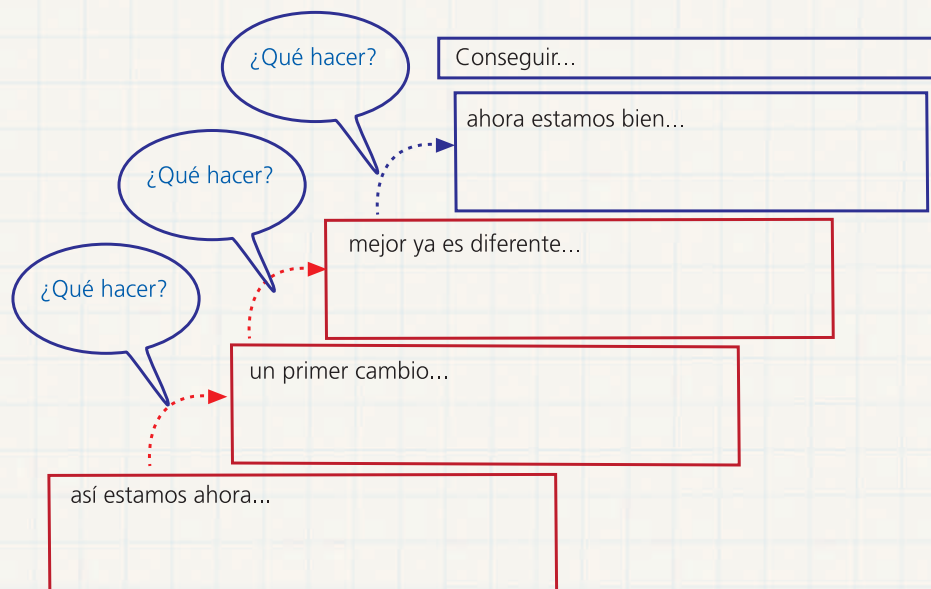 ¿Qué hacer?
Conseguir...
ahora estamos bien...
¿Qué hacer?
mejor ya es diferente...
¿Qué hacer?
un primer cambio...
así estamos ahora...